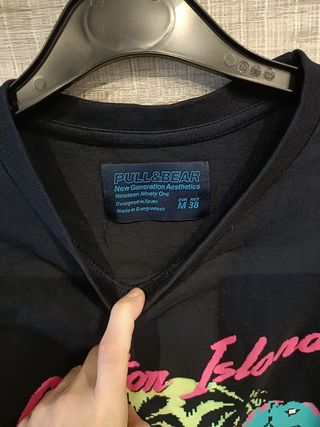 PULL&BEAR
New Generation Aesthetics
Nineteen Ninety One
Designed in Spain
Made in Bangladesh
EUR MEX
M 38
Island